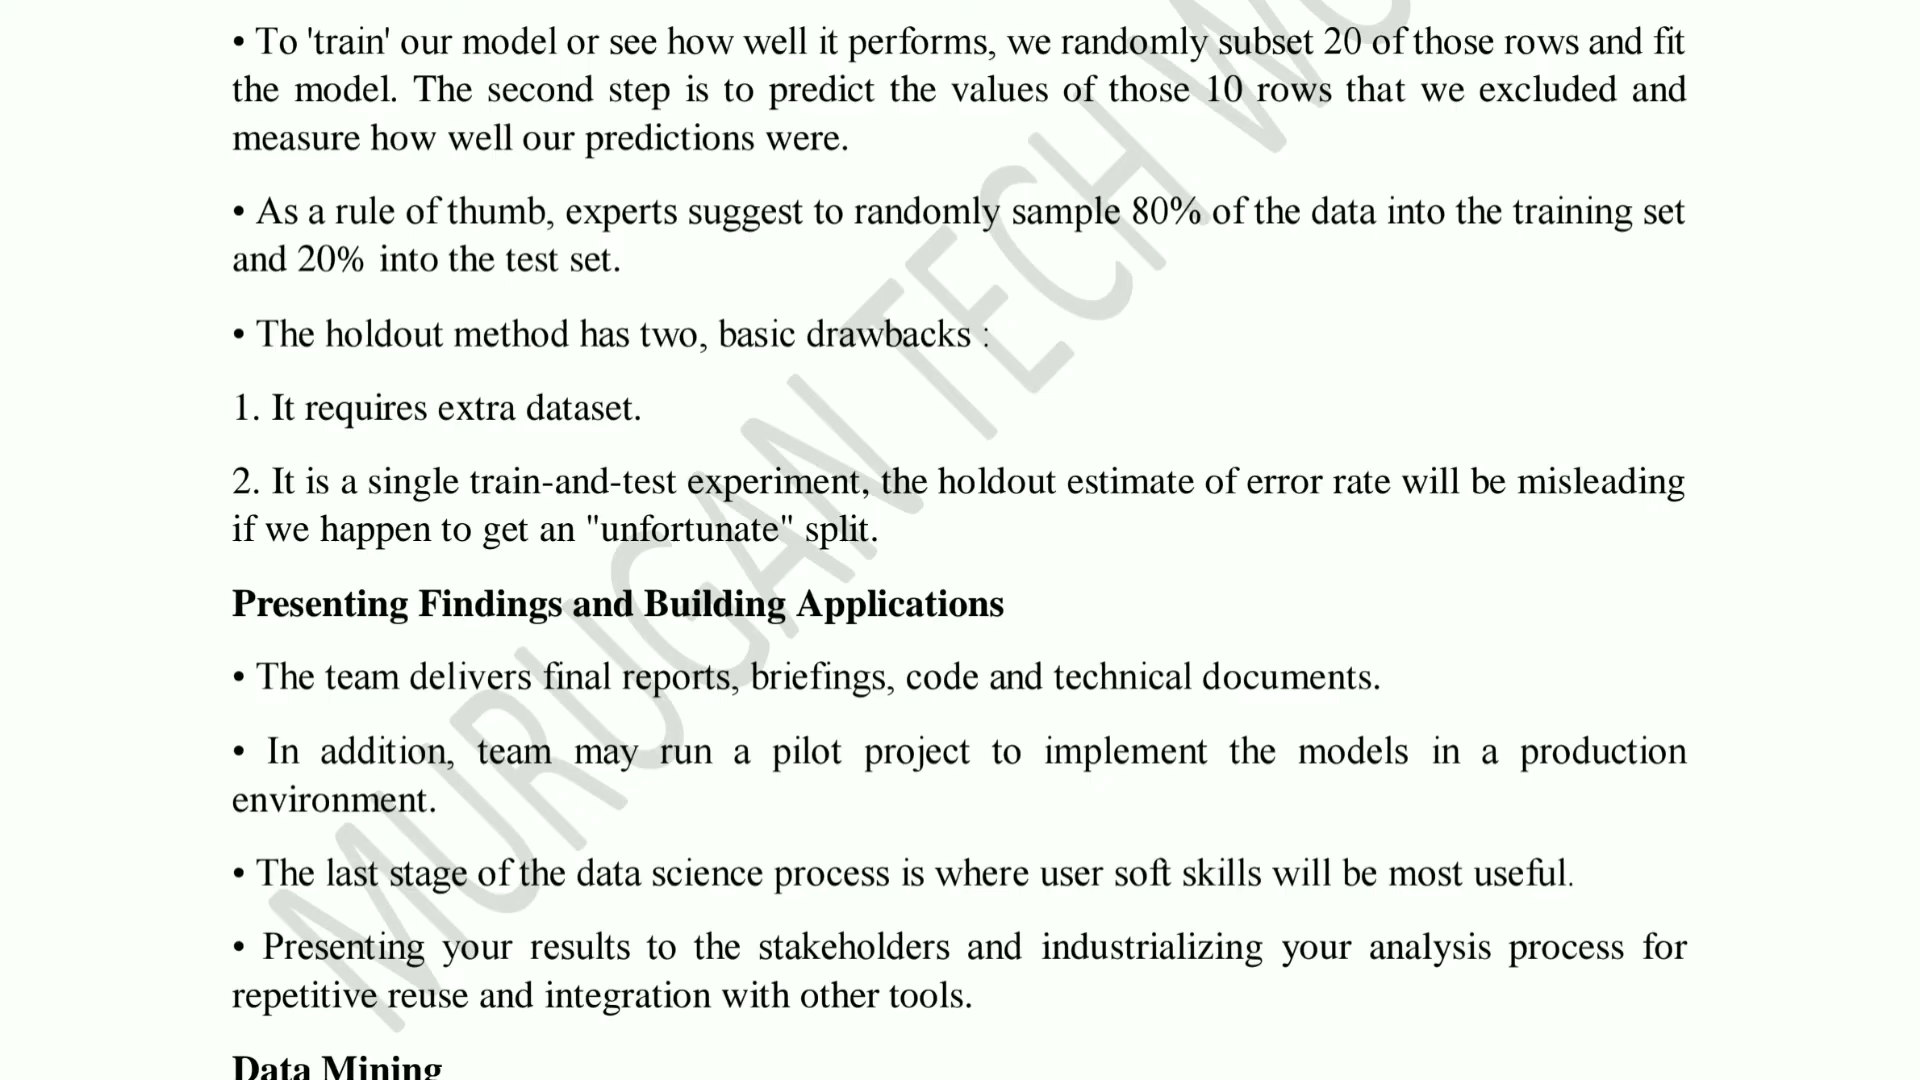 • To 'train' our model or see how well it performs, we randomly subset 20 of those rows and fit
the model. The second step is to predict the values of those 10 rows that we excluded and
measure how well our predictions were.
• As a rule of thumb, experts suggest to randomly sample 80% of the data into the training set
and 20% into the test set.
• The holdout method has two, basic drawbacks :
1. It requires extra dataset.
2. It is a single train-and-test experiment, the holdout estimate of error rate will be misleading
if we happen to get an "unfortunate" split.
Presenting Findings and Building Applications
• The team delivers final reports, briefings, code and technical documents.
• In addition, team may run a pilot project to implement the models in a production
environment.
• The last stage of the data science process is where user soft skills will be most useful.
• Presenting your results to the stakeholders and industrializing your analysis process for
repetitive reuse and integration with other tools.
Data Mining
MURUGAN TECH